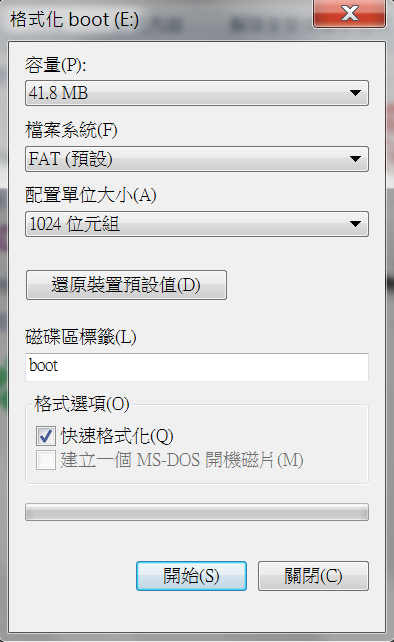 格式化 boot (E:)
容量(P):
41.8 MB
檔案系統(F)
FAT (預設)
配置單位大小(A)
1024 位元組
還原裝置預設值(D)
磁碟區標籤(L)
boot
格式選項(O)
快速格式化(Q)
建立一個 MS-DOS 開機磁片(M)
開始(S)
關閉(C)